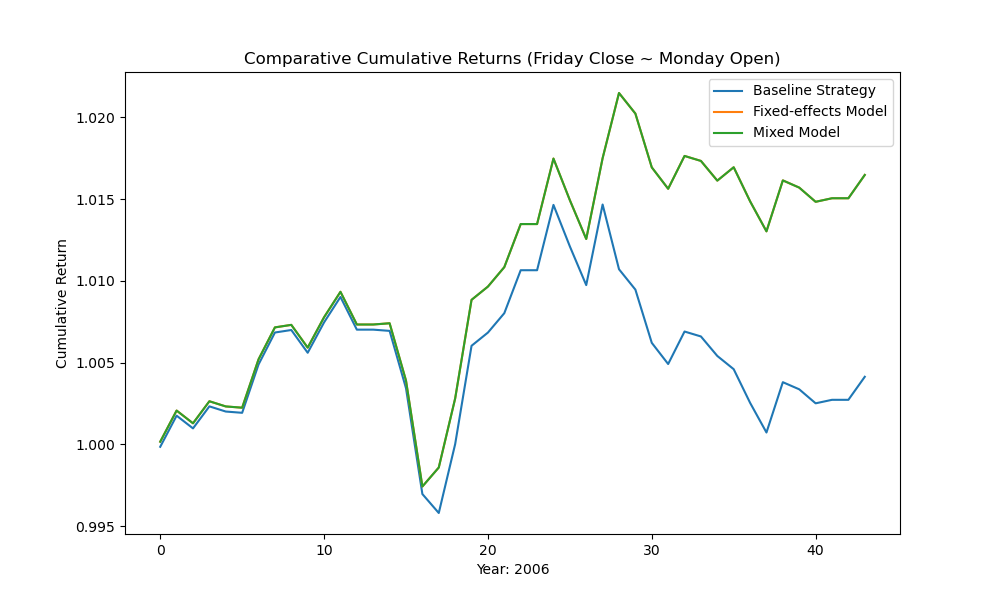 Comparative Cumulative Returns (Friday Close ~ Monday Open)
Baseline Strategy
Fixed-effects Model
Mixed Model
1.020
1.015
1.010
1.005
1.000
0.995
Cumulative Return
0 10 20 30 40
Year: 2006